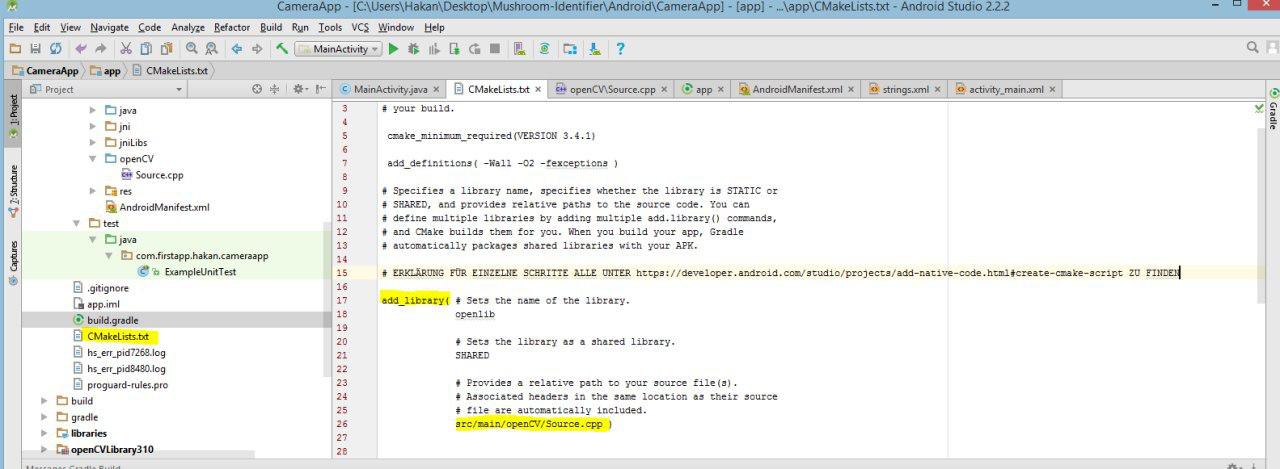 CameraApp - [C:\Users\Hakan\Desktop\Mushroom-Identifier\Android\CameraApp] - [app] - ...\app\CMakeLists.txt - Android Studio 2.2.2
File Edit View Navigate Code Analyze Refactor Build Run Tools VCS Window Help
MainActivity
CameraApp app CMakeLists.txt
Project
MainActivity.java CMakeLists.txt openCV\Source.cpp app AndroidManifest.xml strings.xml activity_main.xml
1: Project
7: Structure
Captures
Gradle
java
jni
jniLibs
openCV
Source.cpp
res
AndroidManifest.xml
test
java
com.firstapp.hakan.cameraapp
ExampleUnitTest
.gitignore
app.iml
build.gradle
CMakeLists.txt
hs_err_pid7268.log
hs_err_pid8480.log
proguard-rules.pro
build
gradle
libraries
openCVLibrary310
3 # your build.
4
5 cmake_minimum_required(VERSION 3.4.1)
6
7 add_definitions( -Wall -O2 -fexceptions )
8
9 # Specifies a library name, specifies whether the library is STATIC or
10 # SHARED, and provides relative paths to the source code. You can
11 # define multiple libraries by adding multiple add.library() commands,
12 # and CMake builds them for you. When you build your app, Gradle
13 # automatically packages shared libraries with your APK.
14
15 # ERKLÄRUNG FÜR EINZELNE SCHRITTE ALLE UNTER https://developer.android.com/studio/projects/add-native-code.html#create-cmake-script ZU FINDEN
16
17 add_library( # Sets the name of the library.
18 openlib
19
20 # Sets the library as a shared library.
21 SHARED
22
23 # Provides a relative path to your source file(s).
24 # Associated headers in the same location as their source
25 # file are automatically included.
26 src/main/openCV/Source.cpp )
27
28
Messages Gradle Build